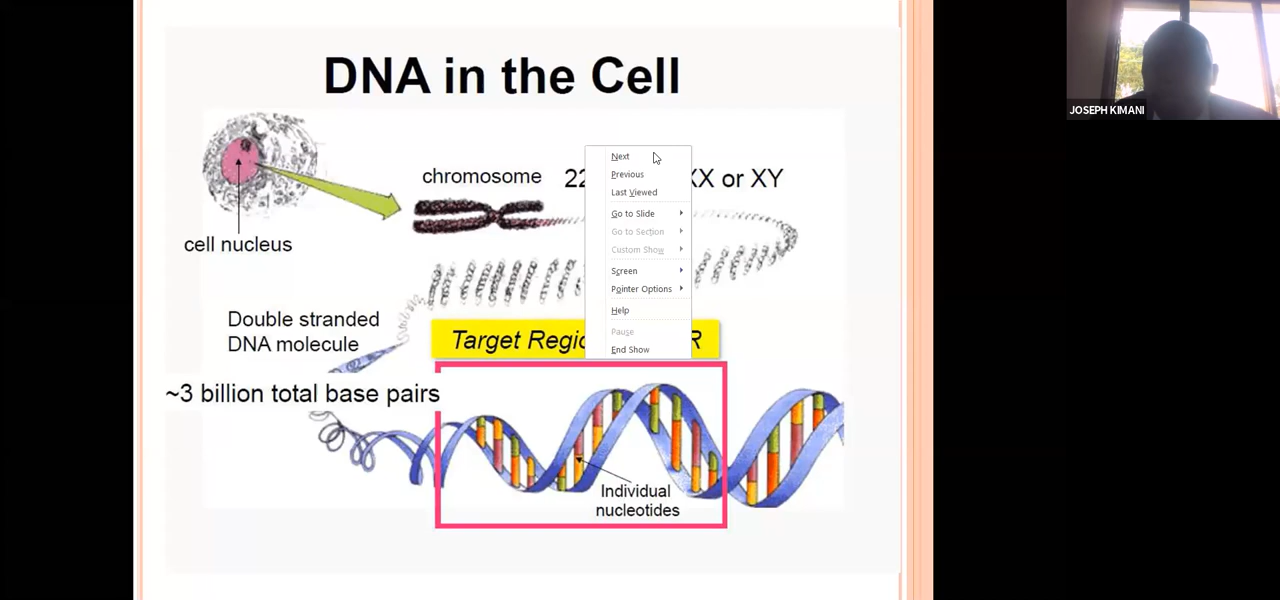 DNA in the Cell
JOSEPH KIMANI
chromosome
22
XX or XY
cell nucleus
Next
Previous
Last Viewed
Go to Slide
Go to Section
Custom Show
Screen
Pointer Options
Help
Pause
End Show
Double stranded
DNA molecule
Target
~3 billion total base pairs
Individual
nucleotides